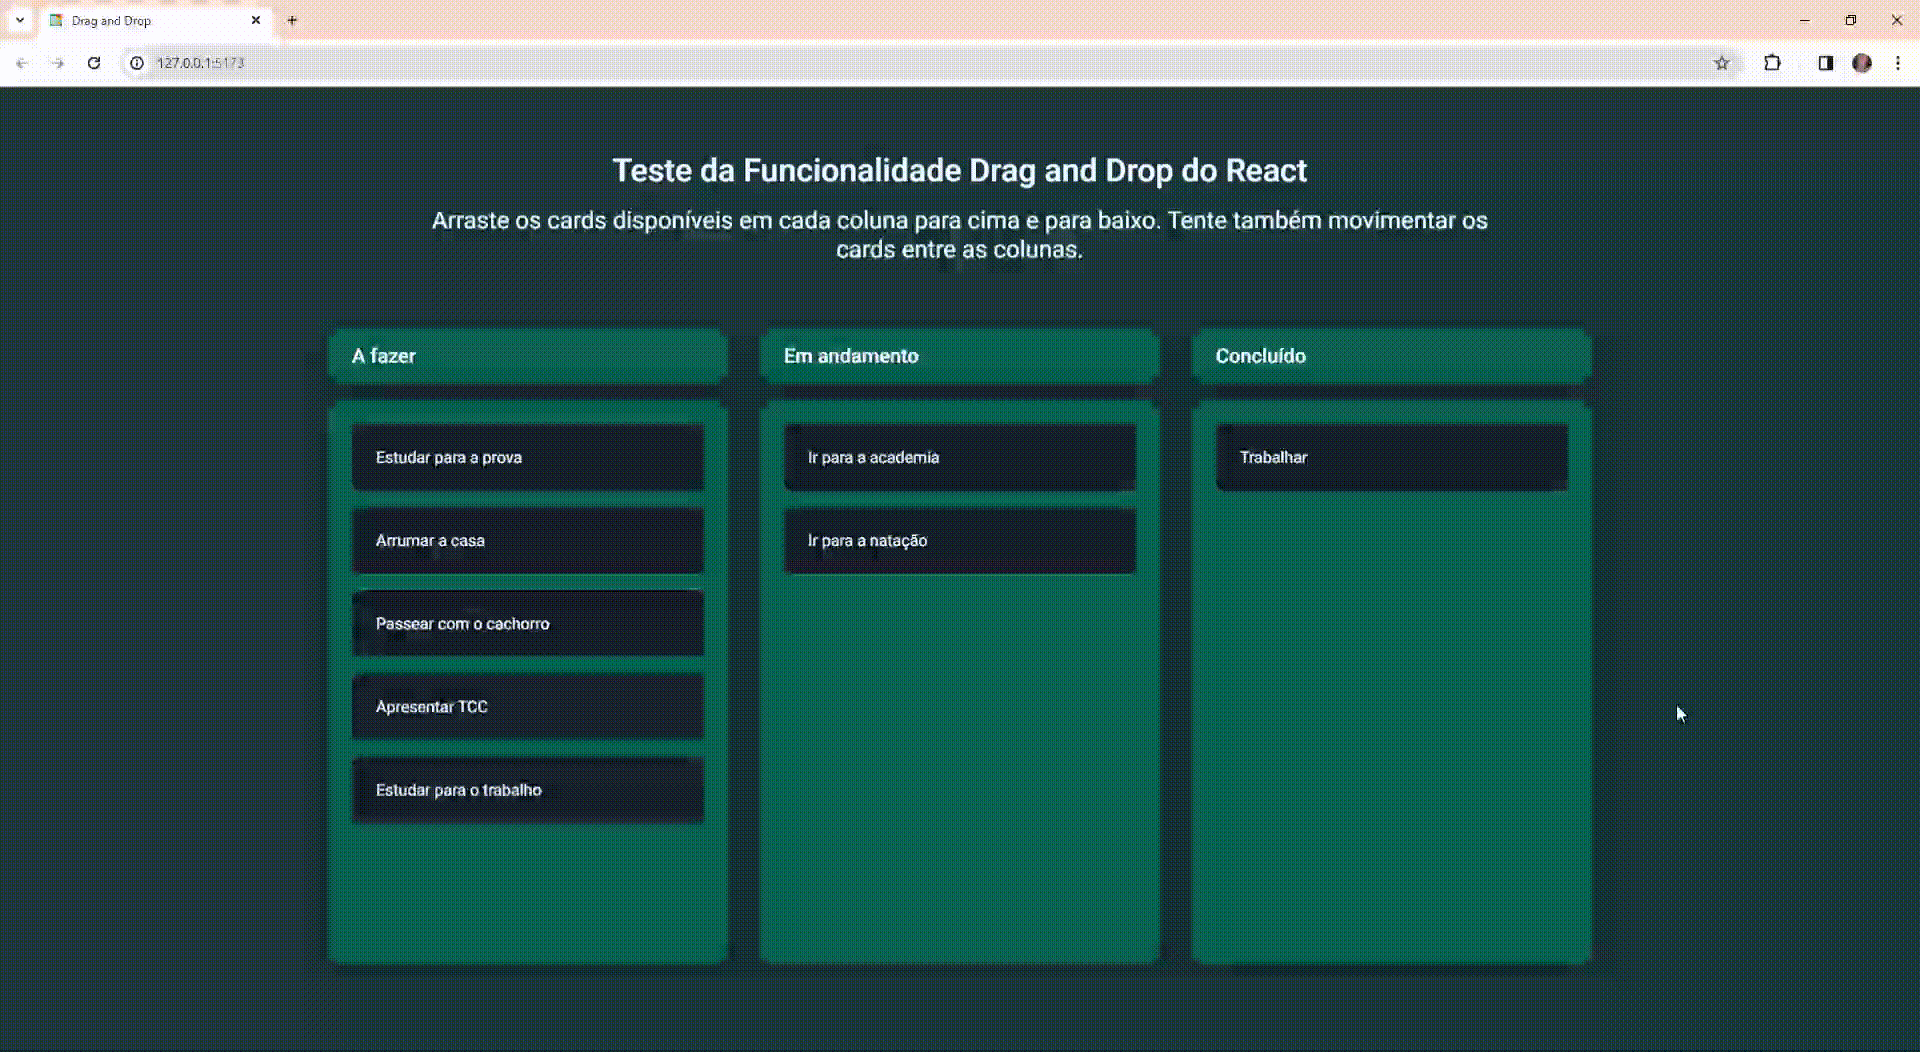 Drag and Drop
127.0.0.1:5173
Teste da Funcionalidade Drag and Drop do React
Arraste os cards disponíveis em cada coluna para cima e para baixo. Tente também movimentar os
cards entre as colunas.
A fazer
Estudar para a prova
Arrumar a casa
Passear com o cachorro
Apresentar TCC
Estudar para o trabalho
Em andamento
Ir para a academia
Ir para a natação
Concluído
Trabalhar